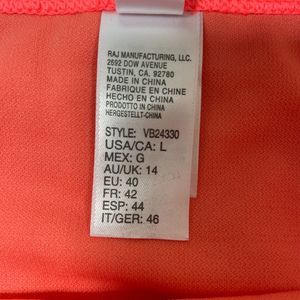 RAJ MANUFACTURING, LLC
2692 DOW AVENUE
TUSTIN, CA. 92780
MADE IN CHINA
FABRIQUE EN CHINE
HECHO EN CHINA
PRODOTTO IN CHINA
HERGESTELLT-CHINA
STYLE: VB24330
USA/CA: L
MEX: G
AU/UK: 14
EU: 40
FR: 42
ESP: 44
IT/GER: 46